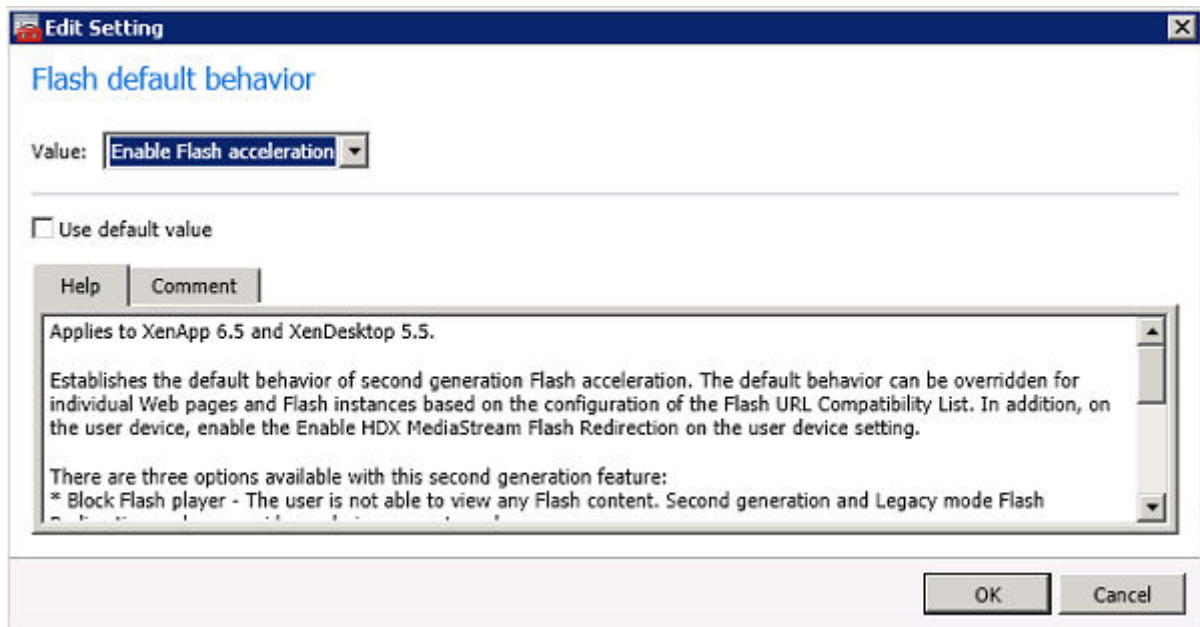 Edit Setting
Flash default behavior
Value: Enable Flash acceleration
Use default value
Help Comment
Applies to XenApp 6.5 and XenDesktop 5.5.
Establishes the default behavior of second generation Flash acceleration. The default behavior can be overridden for
individual Web pages and Flash instances based on the configuration of the Flash URL Compatibility List. In addition, on
the user device, enable the Enable HDX MediaStream Flash Redirection on the user device setting.
There are three options available with this second generation feature:
* Block Flash player - The user is not able to view any Flash content. Second generation and Legacy mode Flash
OK Cancel